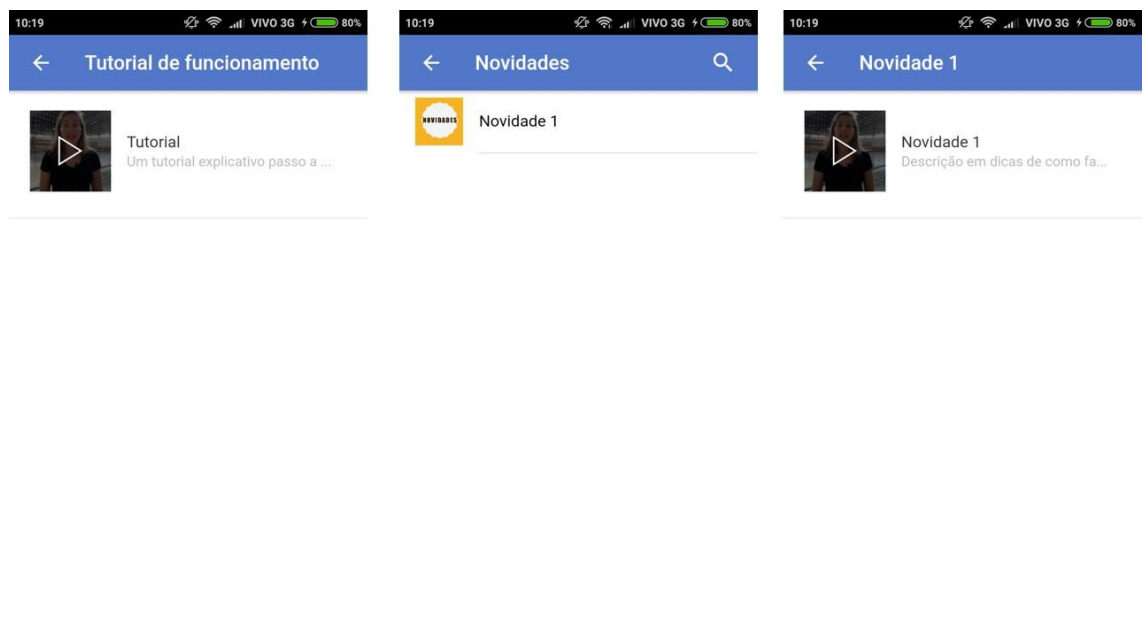 10:19 VIVO 3G 80%
Tutorial de funcionamento
Tutorial
Um tutorial explicativo passo a ...
10:19 VIVO 3G 80%
Novidades
NOVIDADES
Novidade 1
10:19 VIVO 3G 80%
Novidade 1
Novidade 1
Descrição em dicas de como fa...